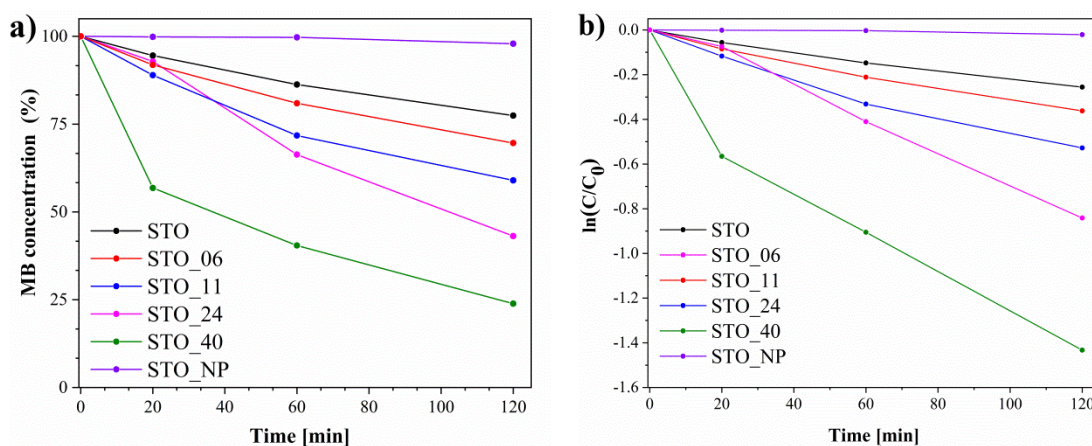 a)
MB concentration (%)
100
75
50
25
0
STO
STO_06
STO_11
STO_24
STO_40
STO_NP
0 20 40 60 80 100 120
Time [min]
b)
ln(C/C0)
0.0
-0.2
-0.4
-0.6
-0.8
-1.0
-1.2
-1.4
-1.6
STO
STO_06
STO_11
STO_24
STO_40
STO_NP
0 20 40 60 80 100 120
Time [min]